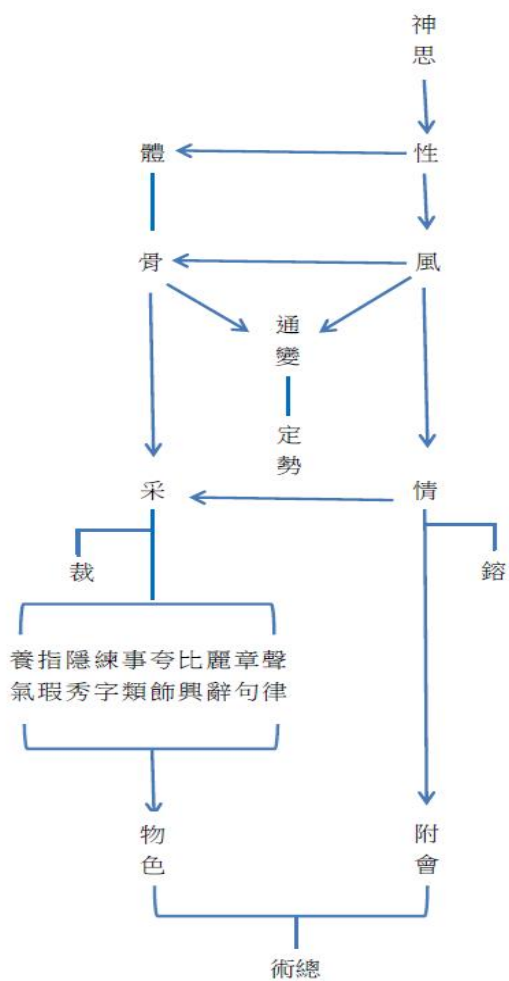 神思
性
體
風
骨
通變
定勢
情
采
鎔
裁
聲律
章句
麗辭
比興
夸飾
事類
練字
隱秀
指瑕
養氣
附會
物色
總術